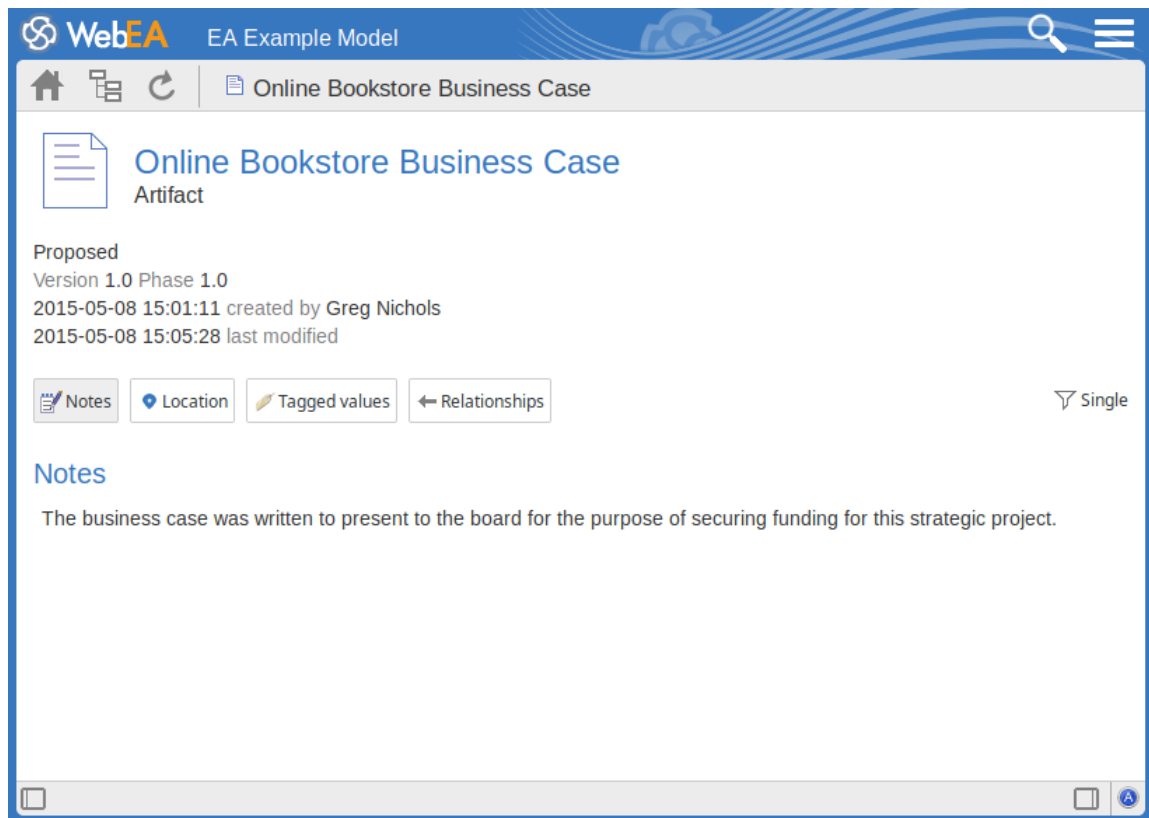 WebEA EA Example Model
Online Bookstore Business Case
Online Bookstore Business Case
Artifact
Proposed
Version 1.0 Phase 1.0
2015-05-08 15:01:11 created by Greg Nichols
2015-05-08 15:05:28 last modified
Notes Location Tagged values Relationships Single
Notes
The business case was written to present to the board for the purpose of securing funding for this strategic project.
A